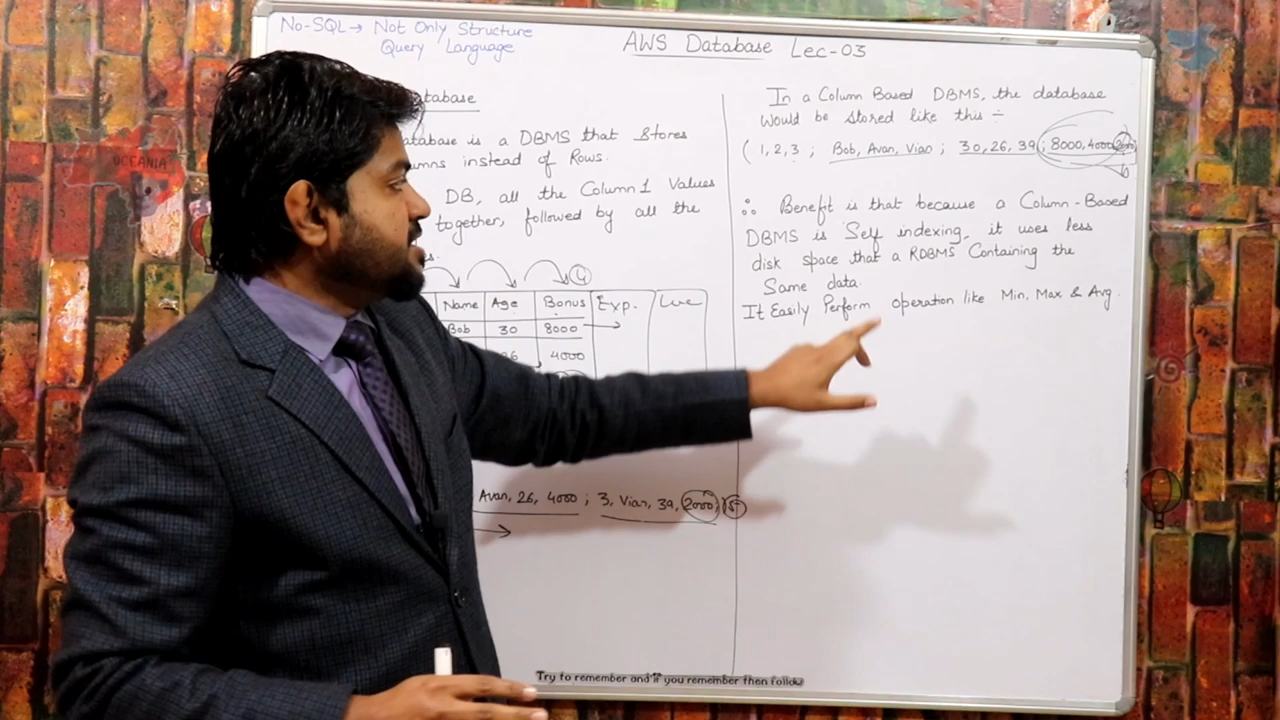 No-SQL → Not Only Structure
Query Language
AWS Database Lec-03
OCEANIA
tabase
atabase is a DBMS that Stores
mns instead of Rows.
DB, all the Column 1 Values
together, followed by all the
s.
4
Name Age Bonus Exp.
Bob 30 8000
26 4000
Avan, 26, 4000 ; 3, Vian, 39, 2000,
In a Column Based DBMS, the database
would be stored like this ÷
( 1, 2, 3 ; Bob, Avan, Vian ; 30, 26, 39 ; 8000, 4000
∴ Benefit is that because a Column-Based
DBMS is Self indexing, it uses less
disk space that a RDBMS Containing the
Same data.
It Easily Perform operation like Min, Max & Avg.
Try to remember and if you remember then follow